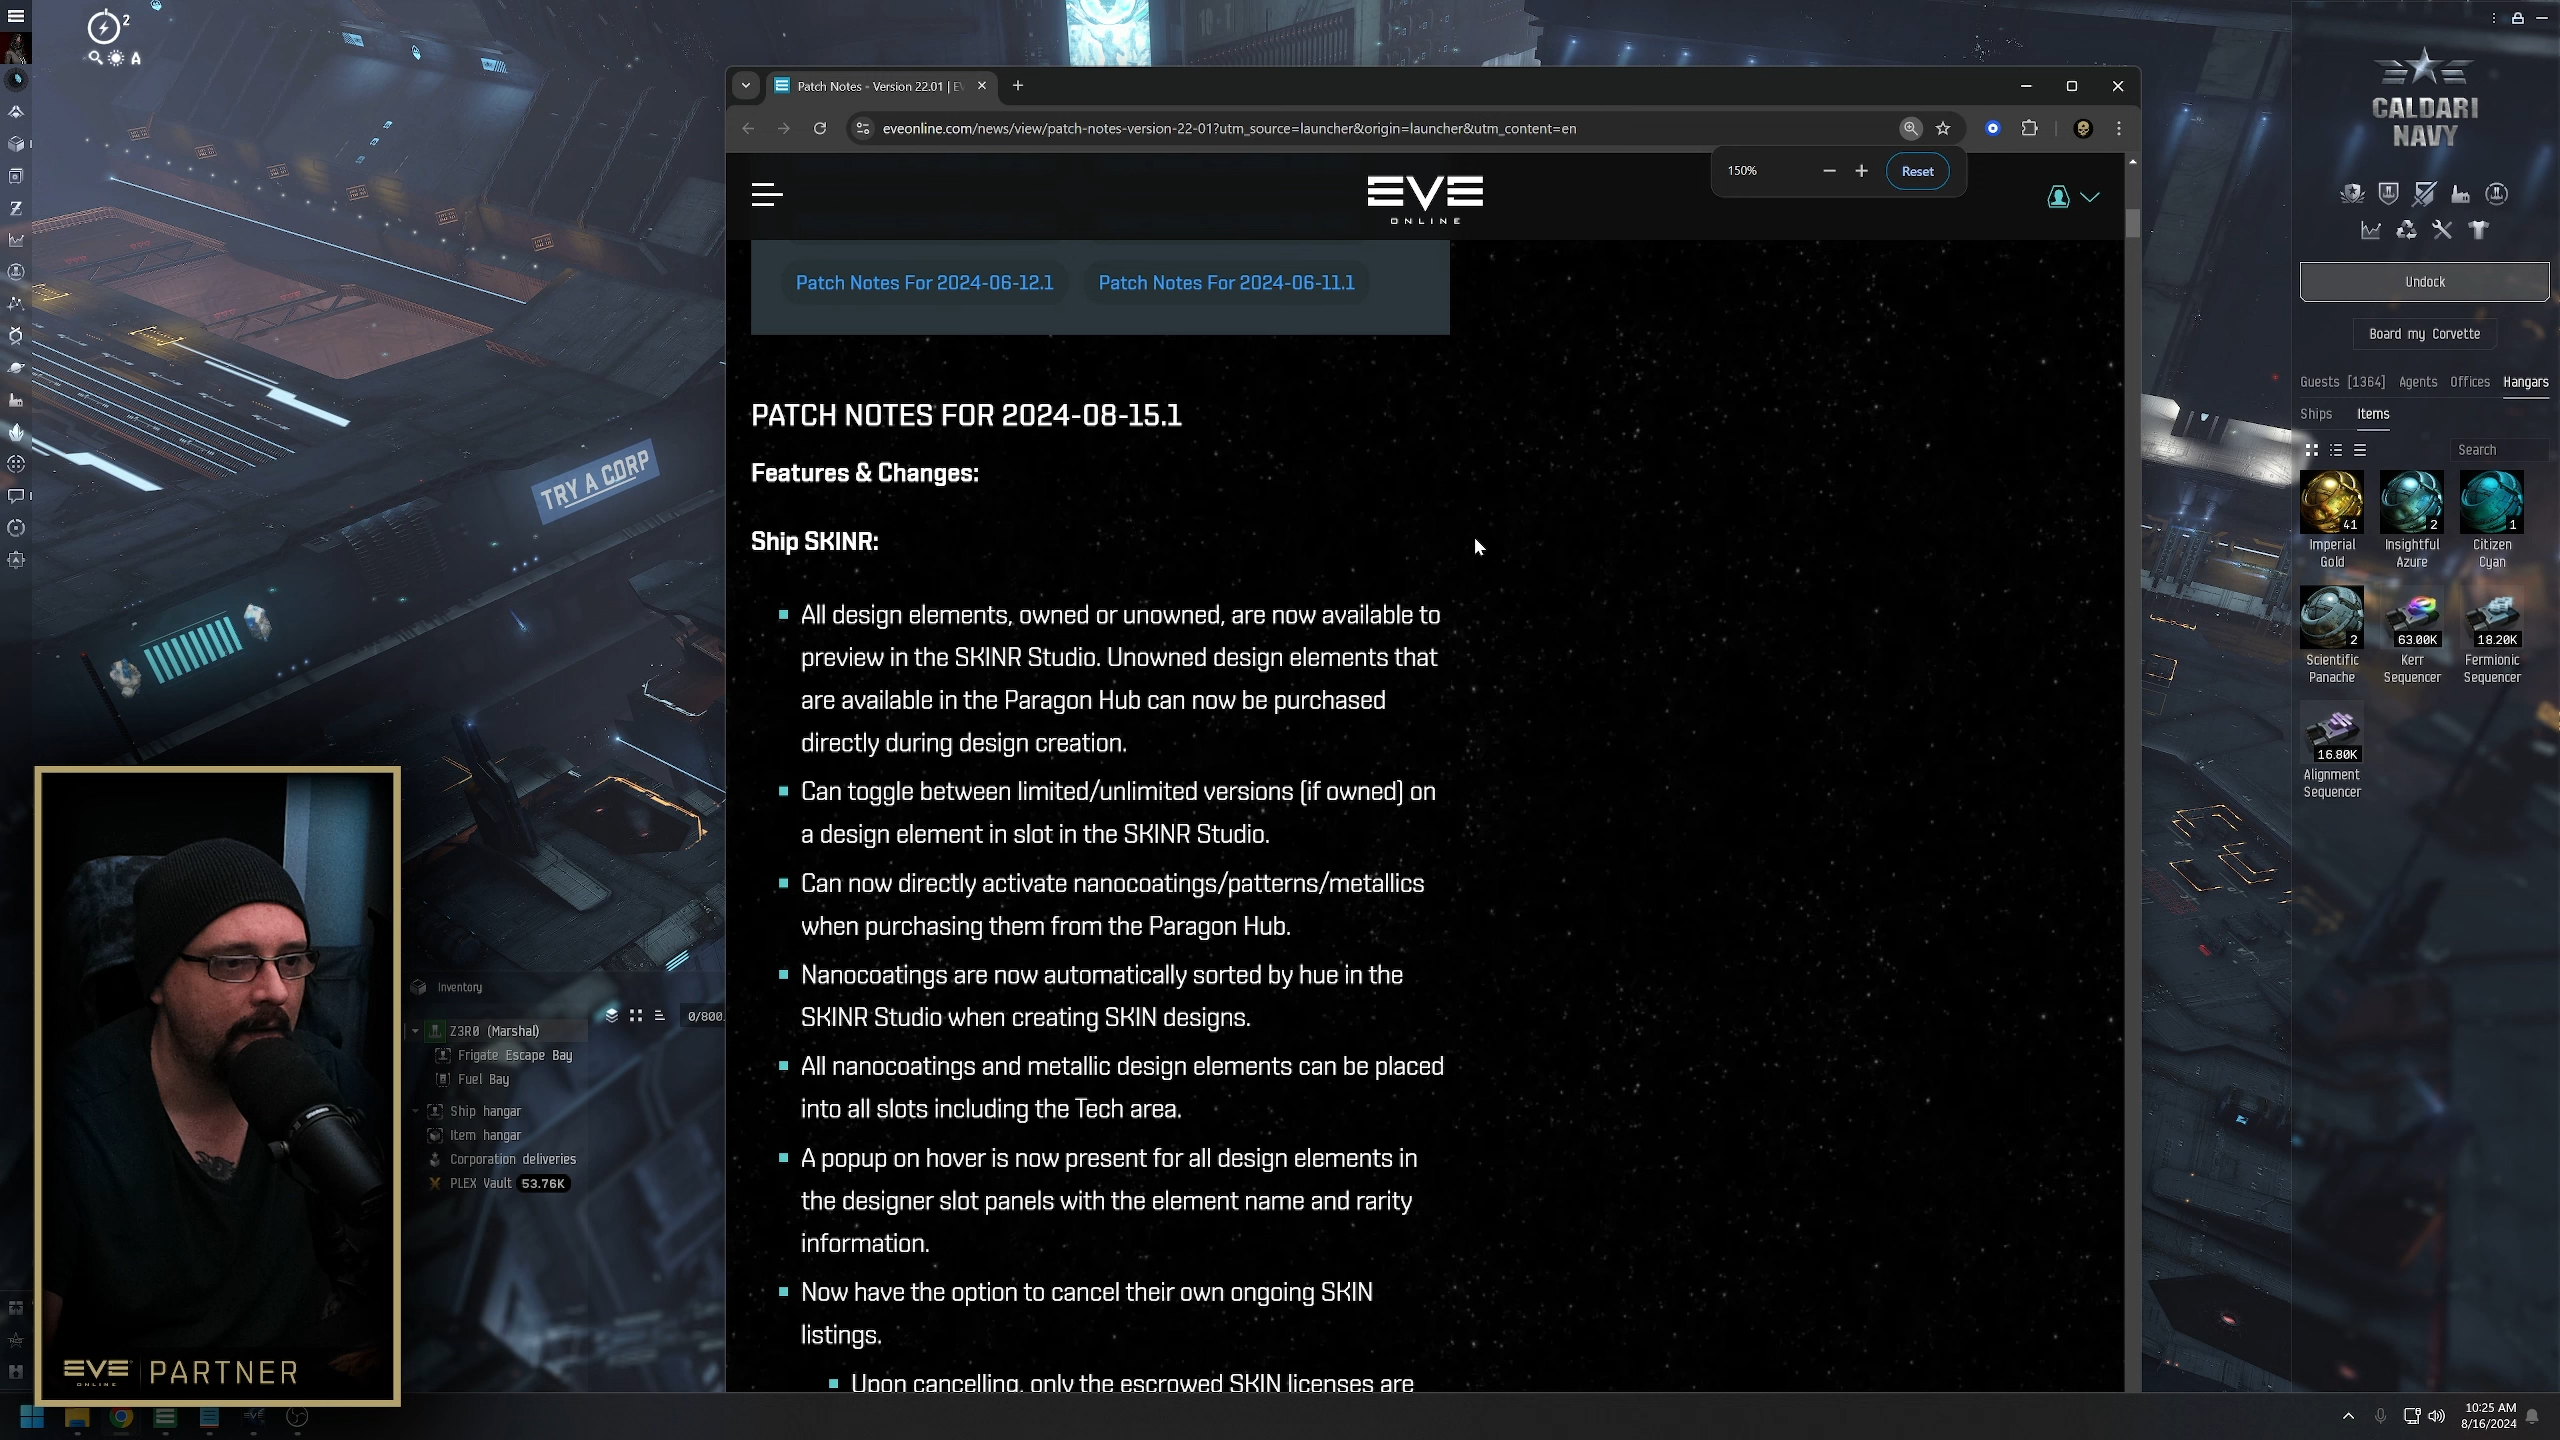 2
A
Patch Notes - Version 22.01 | EV
eveonline.com/news/view/patch-notes-version-22-01?utm_source=launcher&origin=launcher&utm_content=en
150%
Reset
EVE
ONLINE
Patch Notes For 2024-06-12.1
Patch Notes For 2024-06-11.1
PATCH NOTES FOR 2024-08-15.1
Features & Changes:
Ship SKINR:
All design elements, owned or unowned, are now available to
preview in the SKINR Studio. Unowned design elements that
are available in the Paragon Hub can now be purchased
directly during design creation.
Can toggle between limited/unlimited versions (if owned) on
a design element in slot in the SKINR Studio.
Can now directly activate nanocoatings/patterns/metallics
when purchasing them from the Paragon Hub.
Nanocoatings are now automatically sorted by hue in the
SKINR Studio when creating SKIN designs.
All nanocoatings and metallic design elements can be placed
into all slots including the Tech area.
A popup on hover is now present for all design elements in
the designer slot panels with the element name and rarity
information.
Now have the option to cancel their own ongoing SKIN
listings.
Upon cancelling, only the escrowed SKIN licenses are
TRY A CORP
Inventory
Z3R0 (Marshal)
0/800.
Frigate Escape Bay
Fuel Bay
Ship hangar
Item hangar
Corporation deliveries
PLEX Vault 53.76K
EVE
ONLINE
PARTNER
CALDARI
NAVY
Undock
Board my Corvette
Guests [1364]
Agents
Offices
Hangars
Ships
Items
Search
41
2
1
Imperial
Gold
Insightful
Azure
Citizen
Cyan
2
63.00K
18.20K
Scientific
Panache
Kerr
Sequencer
Fermionic
Sequencer
16.80K
Alignment
Sequencer
10:25 AM
8/16/2024